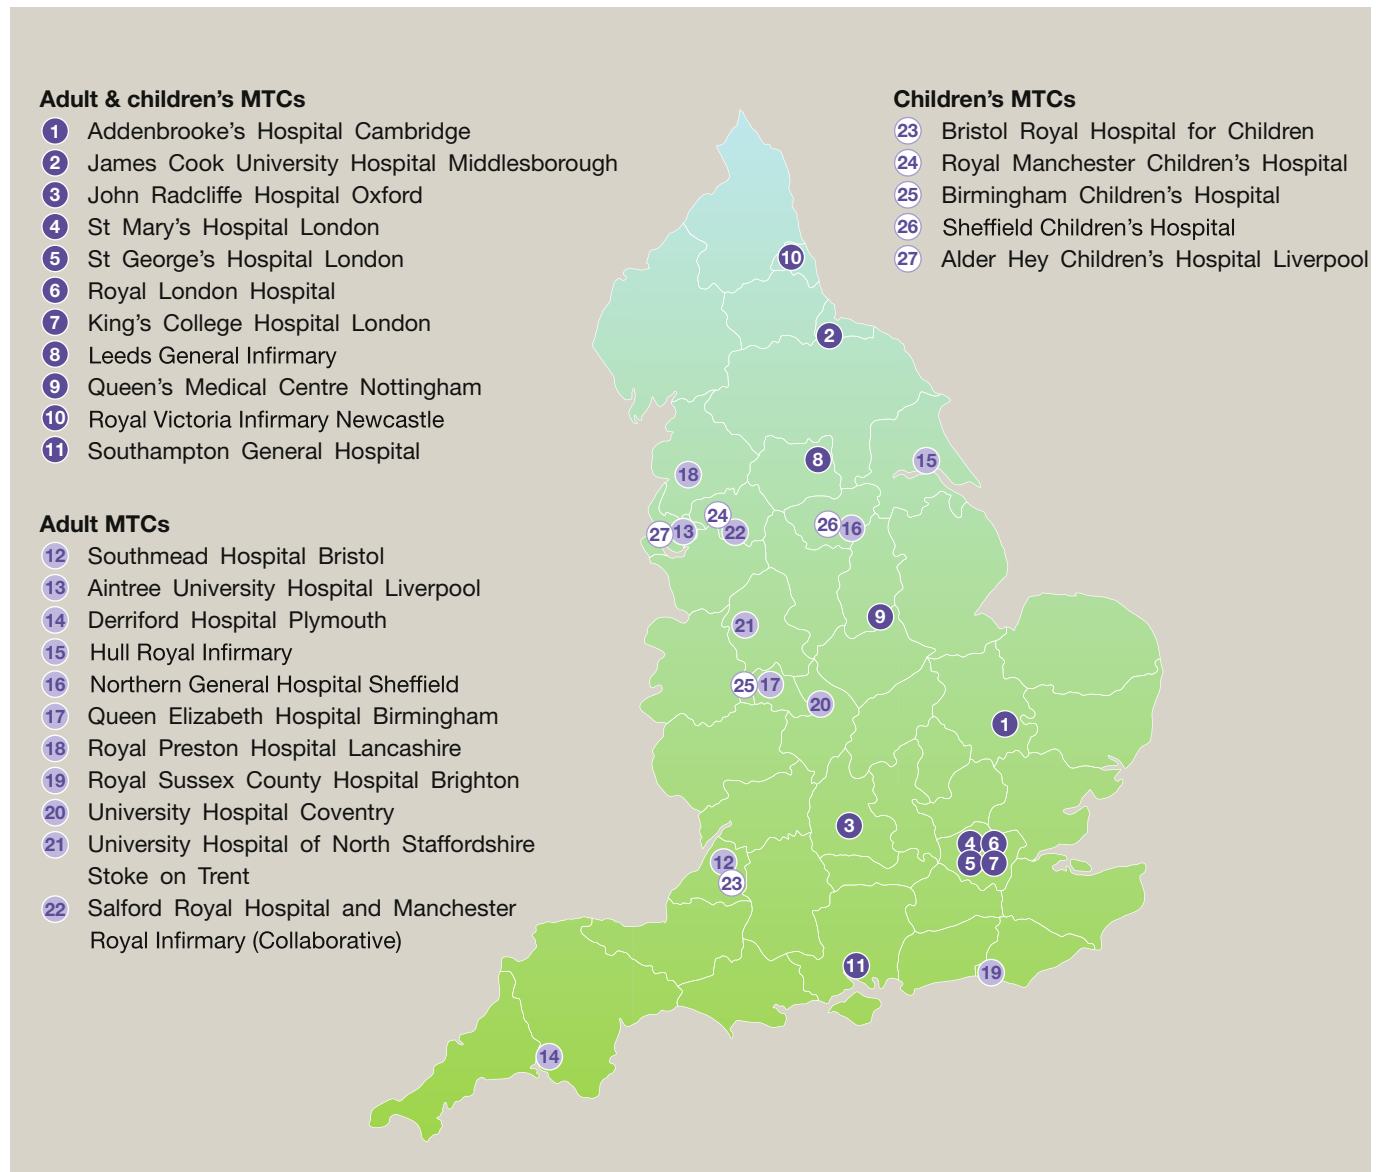 Adult & children’s MTCs
1 Addenbrooke’s Hospital Cambridge
2 James Cook University Hospital Middlesborough
3 John Radcliffe Hospital Oxford
4 St Mary’s Hospital London
5 St George’s Hospital London
6 Royal London Hospital
7 King’s College Hospital London
8 Leeds General Infirmary
9 Queen’s Medical Centre Nottingham
10 Royal Victoria Infirmary Newcastle
11 Southampton General Hospital
Adult MTCs
12 Southmead Hospital Bristol
13 Aintree University Hospital Liverpool
14 Derriford Hospital Plymouth
15 Hull Royal Infirmary
16 Northern General Hospital Sheffield
17 Queen Elizabeth Hospital Birmingham
18 Royal Preston Hospital Lancashire
19 Royal Sussex County Hospital Brighton
20 University Hospital Coventry
21 University Hospital of North Staffordshire
Stoke on Trent
22 Salford Royal Hospital and Manchester
Royal Infirmary (Collaborative)
Children’s MTCs
23 Bristol Royal Hospital for Children
24 Royal Manchester Children’s Hospital
25 Birmingham Children’s Hospital
26 Sheffield Children’s Hospital
27 Alder Hey Children’s Hospital Liverpool
10
2
8
15
18
24
26
16
27
13
22
9
21
25
17
20
1
3
4
6
5
7
12
23
11
19
14